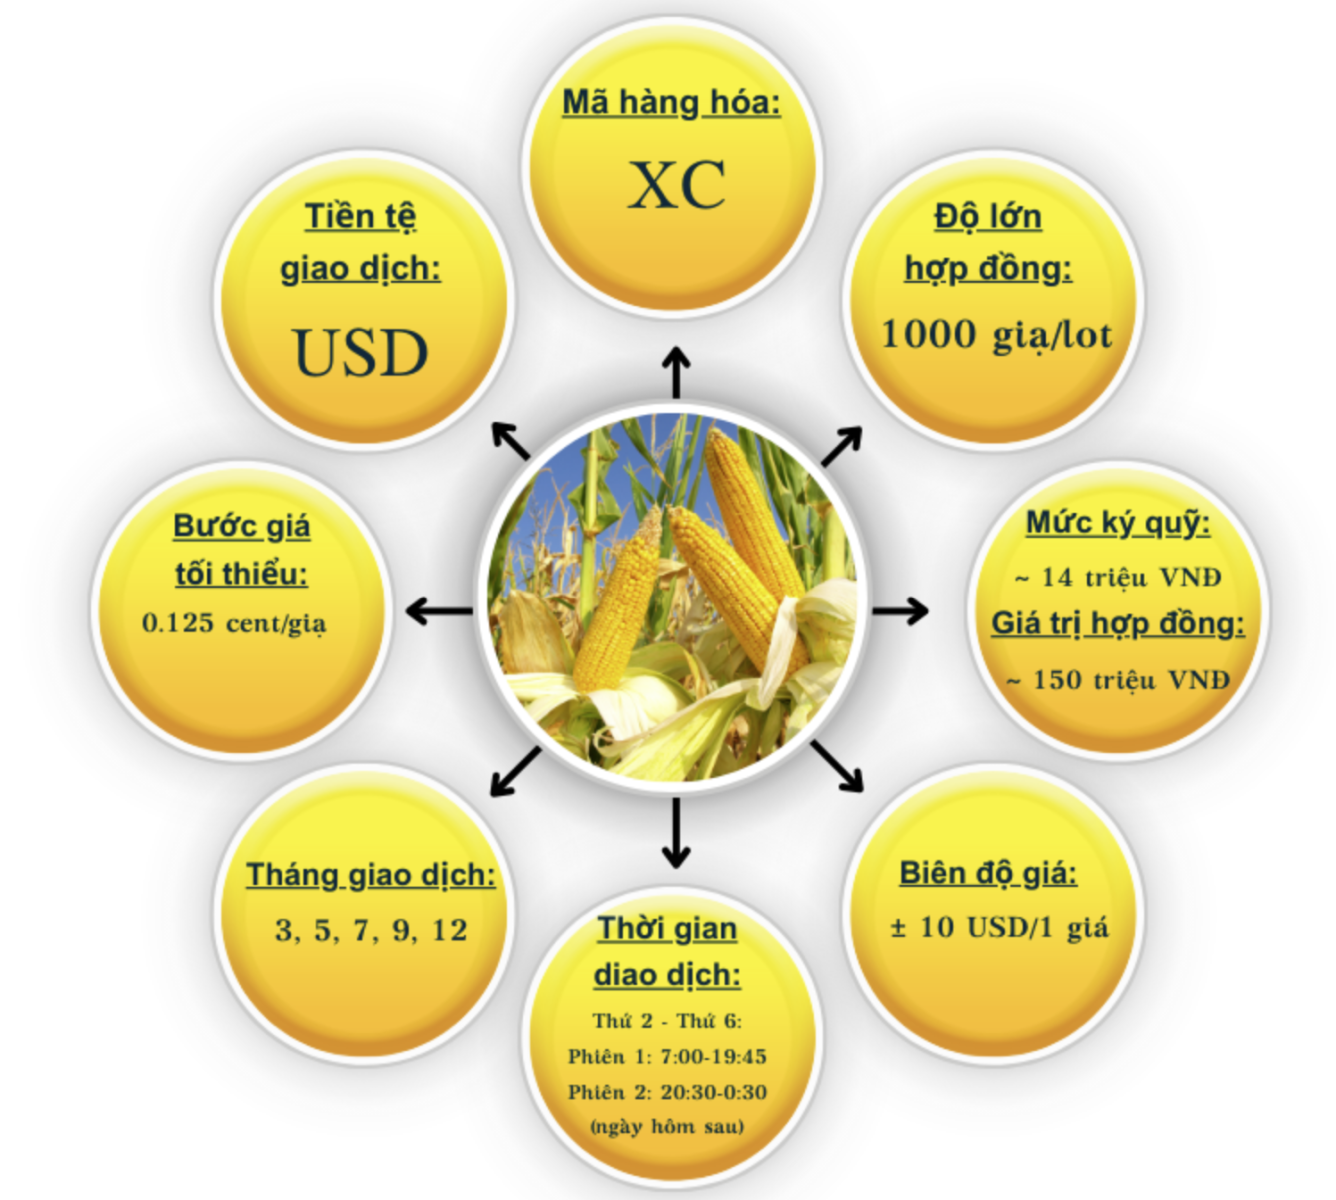 Mã hàng hóa:
XC
Độ lớn
hợp đồng:
1000 giạ/lot
Mức ký quỹ:
~ 14 triệu VNĐ
Giá trị hợp đồng:
~ 150 triệu VNĐ
Biên độ giá:
± 10 USD/1 giá
Thời gian
diao dịch:
Thứ 2 - Thứ 6:
Phiên 1: 7:00-19:45
Phiên 2: 20:30-0:30
(ngày hôm sau)
Tháng giao dịch:
3, 5, 7, 9, 12
Bước giá
tối thiểu:
0.125 cent/giạ
Tiền tệ
giao dịch:
USD